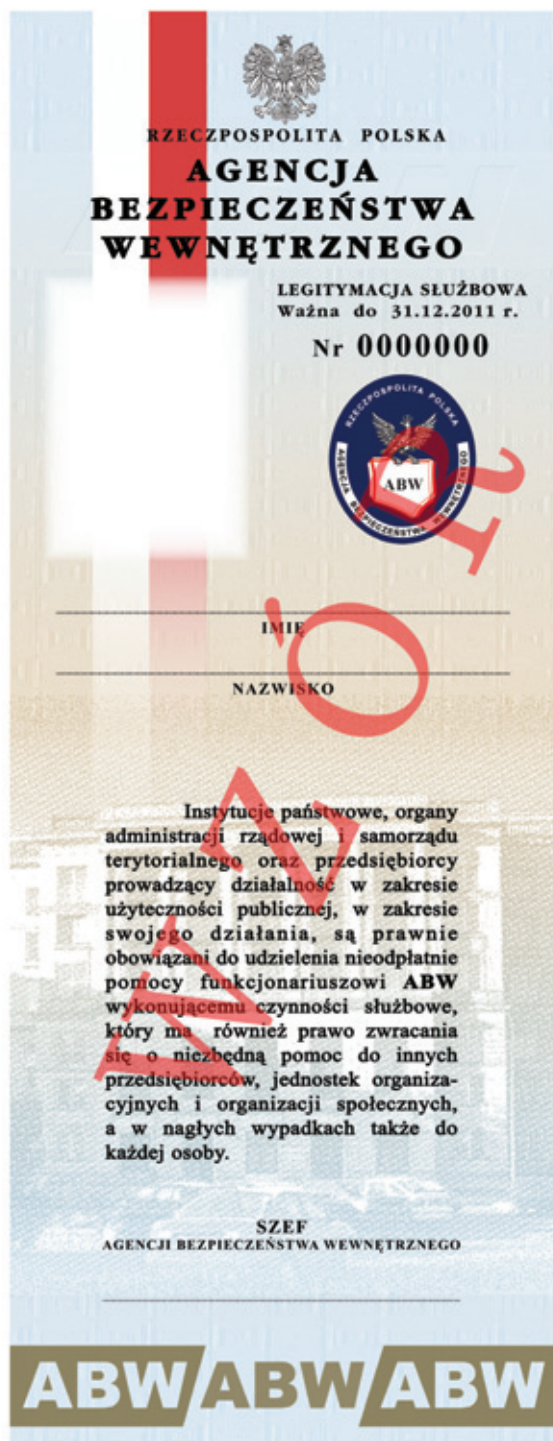 RZECZPOSPOLITA POLSKA
AGENCJA
BEZPIECZEŃSTWA
WEWNĘTRZNEGO
LEGITYMACJA SŁUŻBOWA
Ważna do 31.12.2011 r.
Nr 0000000
RZECZPOSPOLITA POLSKA
ABW
AGENCJA BEZPIECZEŃSTWA WEWNĘTRZNEGO
WZÓR
IMIĘ
NAZWISKO
Instytucje państwowe, organy
administracji rządowej i samorządu
terytorialnego oraz przedsiębiorcy
prowadzący działalność w zakresie
użyteczności publicznej, w zakresie
swojego działania, są prawnie
obowiązani do udzielenia nieodpłatnie
pomocy funkcjonariuszowi ABW
wykonującemu czynności służbowe,
który ma również prawo zwracania
się o niezbędną pomoc do innych
przedsiębiorców, jednostek organiza-
cyjnych i organizacji społecznych,
a w nagłych wypadkach także do
każdej osoby.
SZEF
AGENCJI BEZPIECZEŃSTWA WEWNĘTRZNEGO
ABW ABW ABW